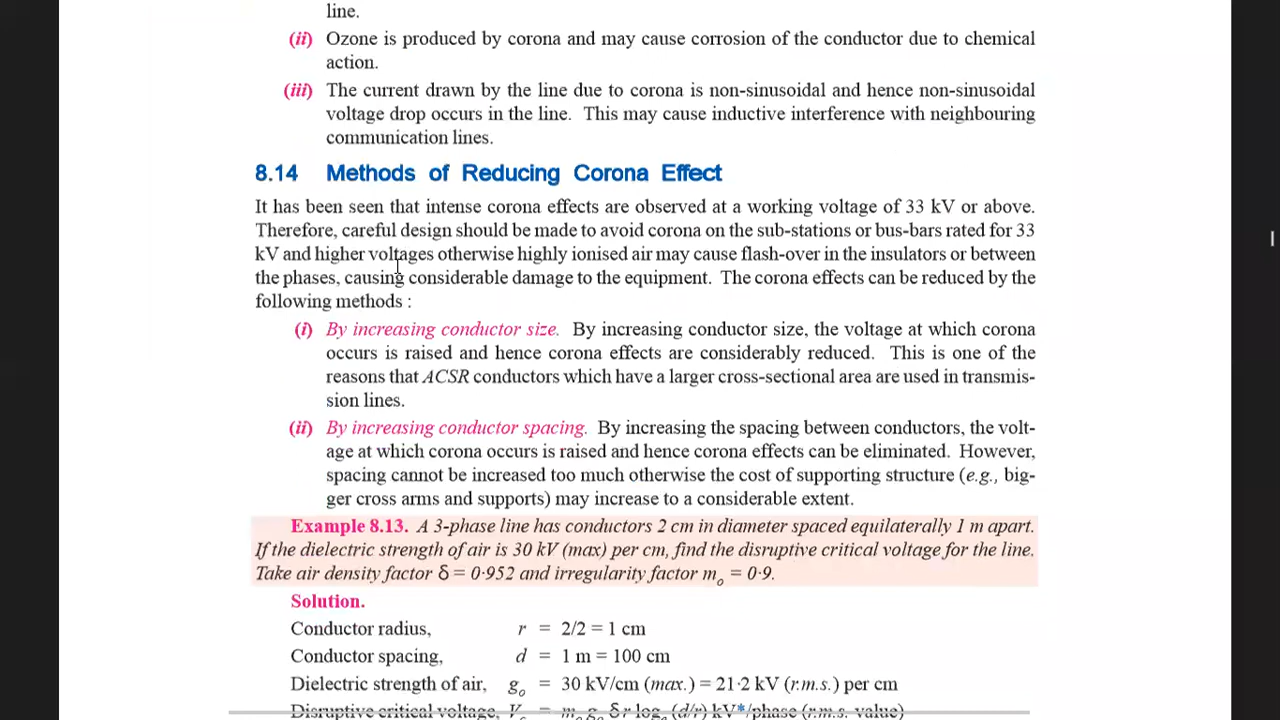 line.
(ii) Ozone is produced by corona and may cause corrosion of the conductor due to chemical
action.
(iii) The current drawn by the line due to corona is non-sinusoidal and hence non-sinusoidal
voltage drop occurs in the line. This may cause inductive interference with neighbouring
communication lines.
8.14 Methods of Reducing Corona Effect
It has been seen that intense corona effects are observed at a working voltage of 33 kV or above.
Therefore, careful design should be made to avoid corona on the sub-stations or bus-bars rated for 33
kV and higher voltages otherwise highly ionised air may cause flash-over in the insulators or between
the phases, causing considerable damage to the equipment. The corona effects can be reduced by the
following methods :
(i) By increasing conductor size. By increasing conductor size, the voltage at which corona
occurs is raised and hence corona effects are considerably reduced. This is one of the
reasons that ACSR conductors which have a larger cross-sectional area are used in transmis-
sion lines.
(ii) By increasing conductor spacing. By increasing the spacing between conductors, the volt-
age at which corona occurs is raised and hence corona effects can be eliminated. However,
spacing cannot be increased too much otherwise the cost of supporting structure (e.g., big-
ger cross arms and supports) may increase to a considerable extent.
Example 8.13. A 3-phase line has conductors 2 cm in diameter spaced equilaterally 1 m apart.
If the dielectric strength of air is 30 kV (max) per cm, find the disruptive critical voltage for the line.
Take air density factor δ = 0·952 and irregularity factor mo = 0·9.
Solution.
Conductor radius, r = 2/2 = 1 cm
Conductor spacing, d = 1 m = 100 cm
Dielectric strength of air, go = 30 kV/cm (max.) = 21·2 kV (r.m.s.) per cm
Disruptive critical voltage, Vc = mo go δ r loge (d/r) kV*/phase (r.m.s. value)